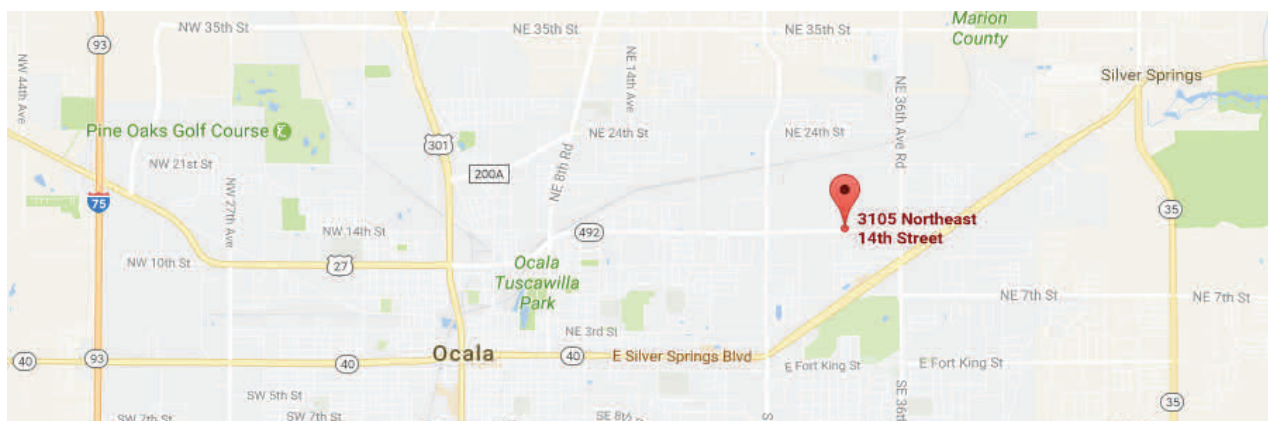 Marion
County
93
NW 35th St
NE 35th St
NE 35th St
NW 44th Ave
NE 14th Ave
NE 36th Ave Rd
Silver Springs
Pine Oaks Golf Course
301
NE 24th St
NE 24th St
NW 21st St
200A
NE 8th Rd
75
NW 27th Ave
35
3105 Northeast
14th Street
NW 14th St
492
NW 10th St
27
Ocala
Tuscawilla
Park
NE 7th St
NE 7th St
NE 3rd St
40
93
40
Ocala
40
E Silver Springs Blvd
E Fort King St
E Fort King St
SW 5th St
SE 36th
35
SW 7th St
SW 7th St
SE 8th
S